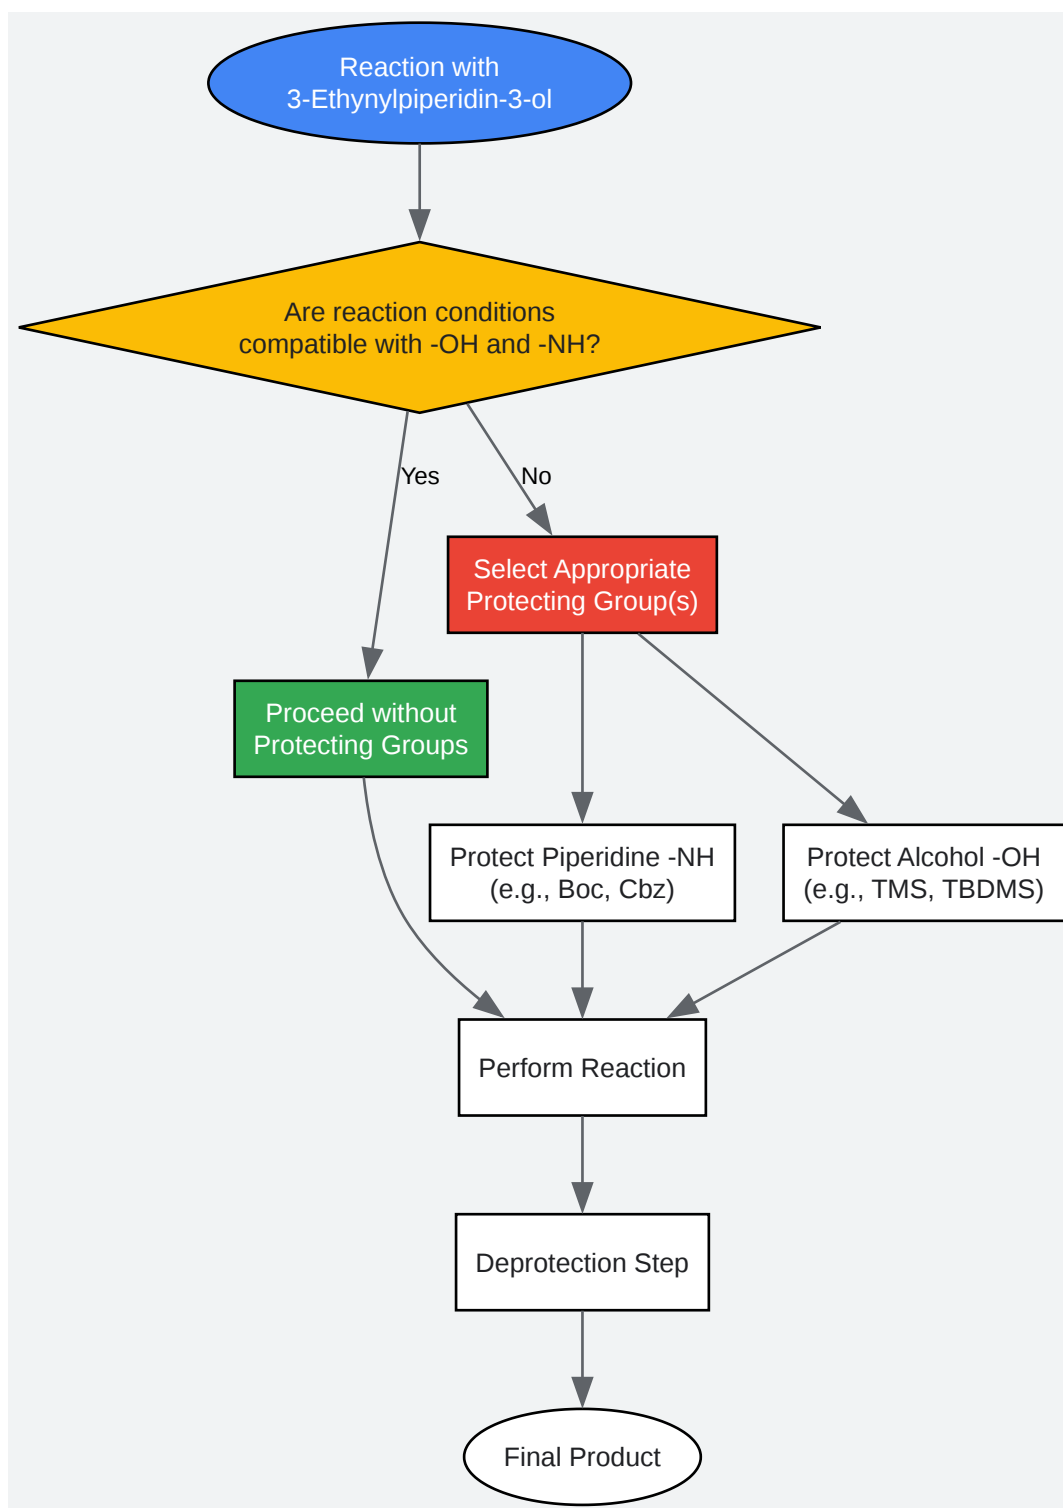 Reaction with
3-Ethynylpiperidin-3-ol
Are reaction conditions
compatible with -OH and -NH?
Yes
No
Select Appropriate
Protecting Group(s)
Proceed without
Protecting Groups
Protect Piperidine -NH
(e.g., Boc, Cbz)
Protect Alcohol -OH
(e.g., TMS, TBDMS)
Perform Reaction
Deprotection Step
Final Product